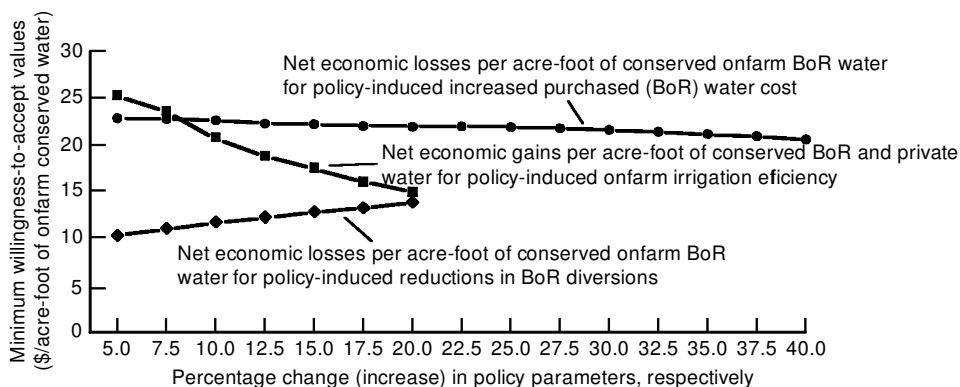 Minimum willingness-to-accept values
($/acre-foot of onfarm conserved water)
30
25
20
15
10
5
0
Net economic losses per acre-foot of conserved onfarm BoR water
for policy-induced increased purchased (BoR) water cost
Net economic gains per acre-foot of conserved BoR and private
water for policy-induced onfarm irrigation eficiency
Net economic losses per acre-foot of conserved onfarm BoR
water for policy-induced reductions in BoR diversions
5.0 7.5 10.0 12.5 15.0 17.5 20.0 22.5 25.0 27.5 30.0 32.5 35.0 37.5 40.0
Percentage change (increase) in policy parameters, respectively